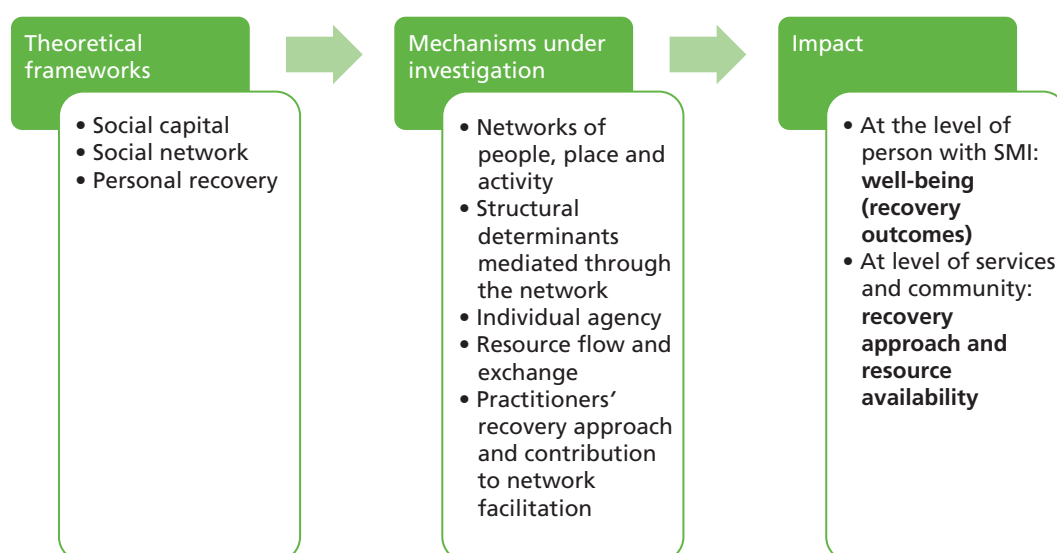 Theoretical
frameworks
• Social capital
• Social network
• Personal recovery
Mechanisms under
investigation
• Networks of
people, place and
activity
• Structural
determinants
mediated through
the network
• Individual agency
• Resource flow and
exchange
• Practitioners’
recovery approach
and contribution
to network
facilitation
Impact
• At the level of
person with SMI:
well-being
(recovery
outcomes)
• At level of services
and community:
recovery
approach and
resource
availability